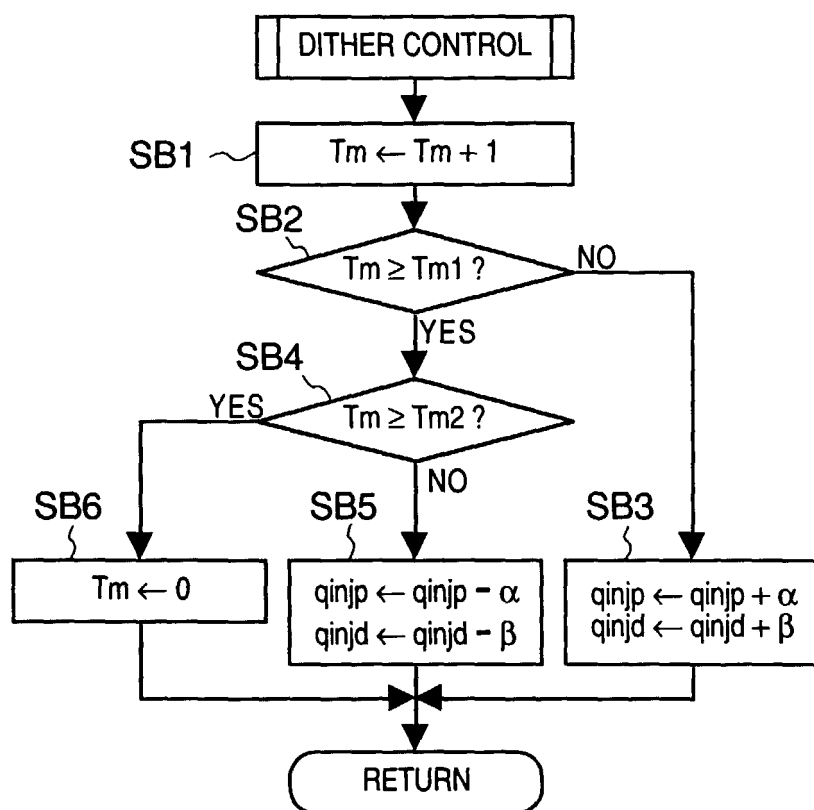 DITHER CONTROL
SB1
Tm ← Tm + 1
SB2
Tm ≥ Tm1 ?
NO
YES
SB4
YES
Tm ≥ Tm2 ?
NO
SB6
SB5
SB3
Tm ← 0
qinjp ← qinjp − α
qinjd ← qinjd − β
qinjp ← qinjp + α
qinjd ← qinjd + β
RETURN